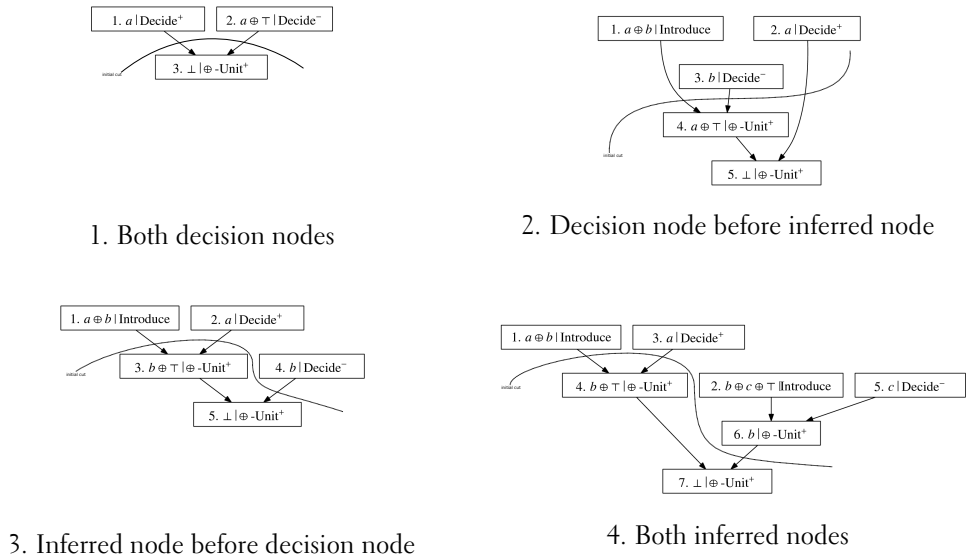 1. a | Decide⁺
2. a ⊕ ⊤ | Decide⁻
initial cut
3. ⊥ | ⊕ -Unit⁺
1. Both decision nodes
1. a ⊕ b | Introduce
2. a | Decide⁺
3. b | Decide⁻
4. a ⊕ ⊤ | ⊕ -Unit⁺
initial cut
5. ⊥ | ⊕ -Unit⁺
2. Decision node before inferred node
1. a ⊕ b | Introduce
2. a | Decide⁺
3. b ⊕ ⊤ | ⊕ -Unit⁺
4. b | Decide⁻
initial cut
5. ⊥ | ⊕ -Unit⁺
3. Inferred node before decision node
1. a ⊕ b | Introduce
3. a | Decide⁺
4. b ⊕ ⊤ | ⊕ -Unit⁺
2. b ⊕ c ⊕ ⊤ | Introduce
5. c | Decide⁻
initial cut
6. b | ⊕ -Unit⁺
7. ⊥ | ⊕ -Unit⁺
4. Both inferred nodes